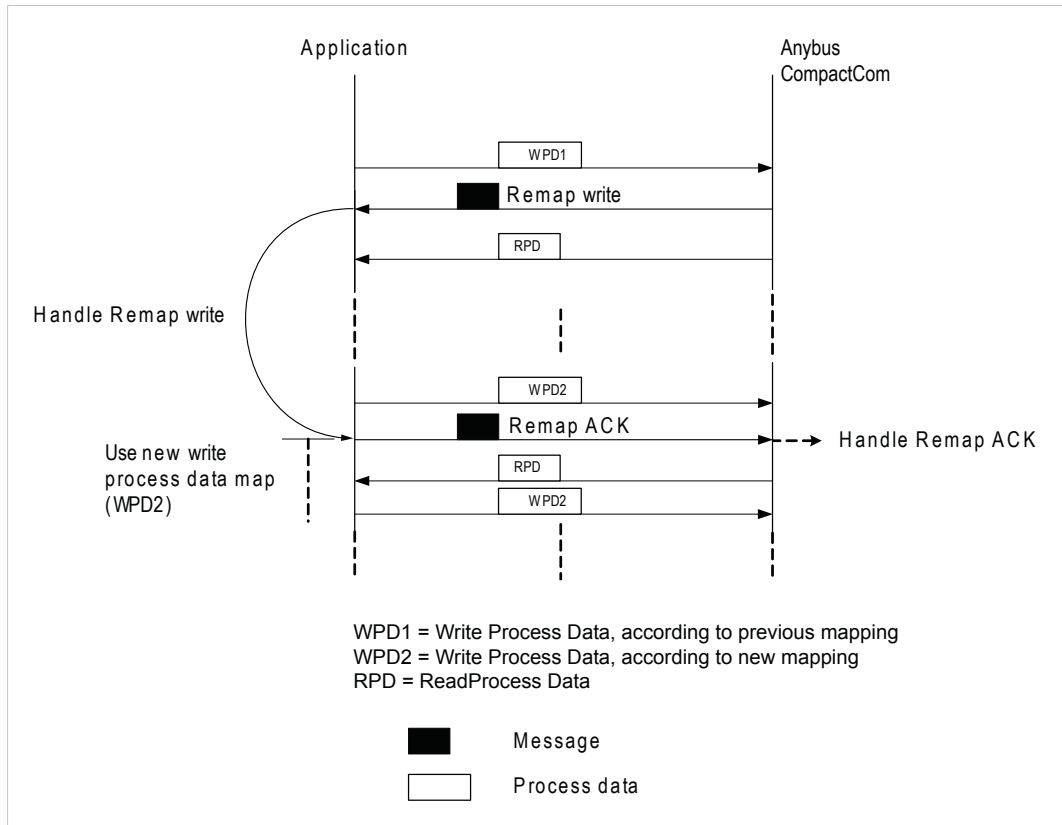 Application
Anybus
CompactCom
WPD1
Remap write
RPD
Handle Remap write
WPD2
Remap ACK
Handle Remap ACK
Use new write
process data map
(WPD2)
RPD
WPD2
WPD1 = Write Process Data, according to previous mapping
WPD2 = Write Process Data, according to new mapping
RPD = ReadProcess Data
Message
Process data